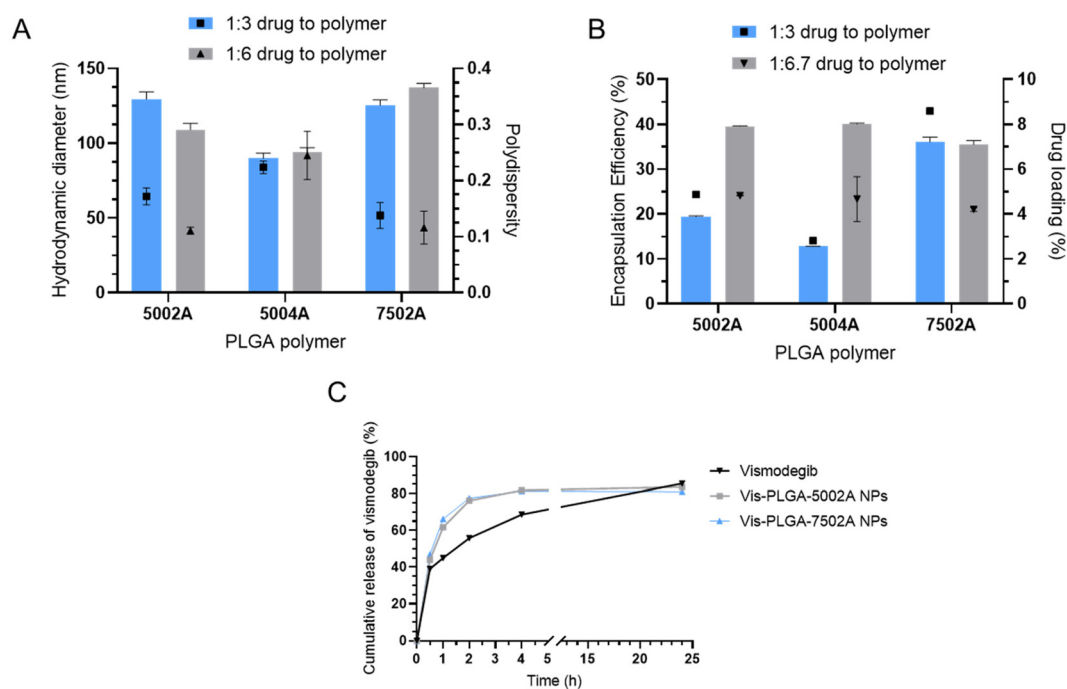 A
1:3 drug to polymer
1:6 drug to polymer
Hydrodynamic diameter (nm)
150
100
50
0
0.4
0.3
0.2
0.1
0.0
Polydispersity
5002A 5004A 7502A
PLGA polymer
B
1:3 drug to polymer
1:6.7 drug to polymer
Encapsulation Efficiency (%)
50
40
30
20
10
0
10
8
6
4
2
0
Drug loading
(%)
5002A 5004A 7502A
PLGA polymer
C
Cumulative release of vismodegib (%)
100
80
60
40
20
0
0 1 2 3 4 5 15 20 25
Time (h)
Vismodegib
Vis-PLGA-5002A NPs
Vis-PLGA-7502A NPs